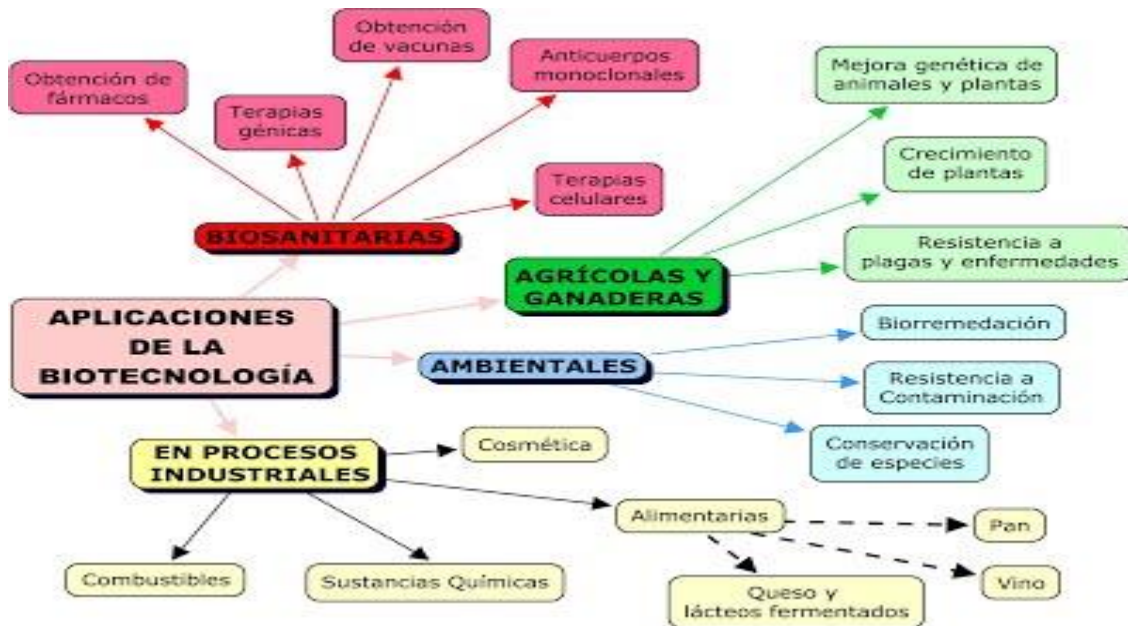 Obtención de
fármacos
Terapias
génicas
Obtención
de vacunas
Anticuerpos
monoclonales
Terapias
celulares
BIOSANITARIAS
Mejora genética de
animales y plantas
Crecimiento
de plantas
Resistencia a
plagas y enfermedades
AGRÍCOLAS Y
GANADERAS
APLICACIONES
DE LA
BIOTECNOLOGÍA
AMBIENTALES
Biorremedación
Resistencia a
Contaminación
Conservación
de especies
EN PROCESOS
INDUSTRIALES
Cosmética
Alimentarias
Pan
Vino
Queso y
lácteos fermentados
Combustibles
Sustancias Químicas